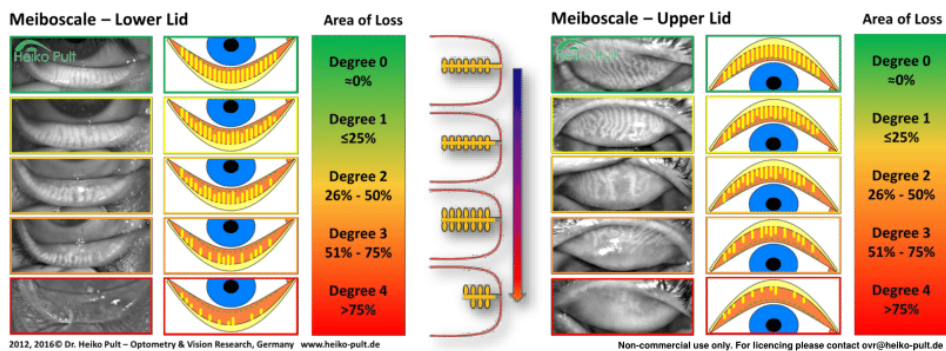 Meiboscale – Lower Lid
Area of Loss
Heiko Pult
Degree 0
≈0%
Degree 1
≤25%
Degree 2
26% - 50%
Degree 3
51% - 75%
Degree 4
>75%
2012, 2016© Dr. Heiko Pult – Optometry & Vision Research, Germany www.heiko-pult.de
Meiboscale – Upper Lid
Area of Loss
Heiko Pult
Degree 0
≈0%
Degree 1
≤25%
Degree 2
26% - 50%
Degree 3
51% - 75%
Degree 4
>75%
Non-commercial use only. For licencing please contact ovr@heiko-pult.de